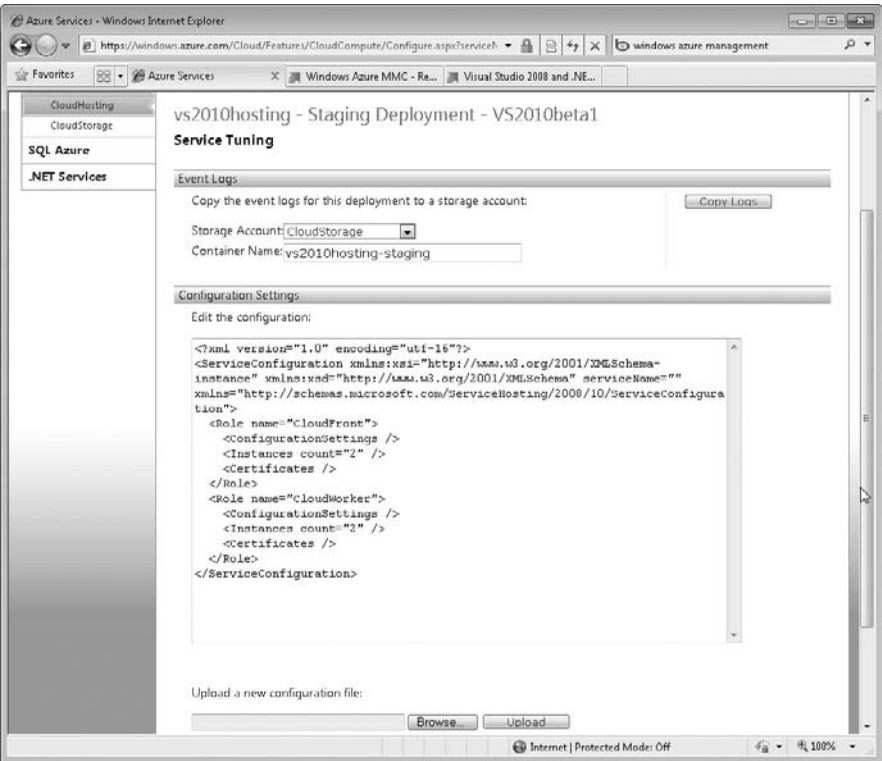 Azure Services - Windows Internet Explorer
https://windows.azure.com/Cloud/Features/CloudCompute/Configure.aspx?serviceN
windows azure management
Favorites
Azure Services
X
Windows Azure MMC - Re...
Visual Studio 2008 and .NE...
CloudHosting
CloudStorage
SQL Azure
.NET Services
vs2010hosting - Staging Deployment - VS2010beta1
Service Tuning
Event Logs
Copy the event logs for this deployment to a storage account:
Copy Logs
Storage Account: CloudStorage
Container Name: vs2010hosting-staging
Configuration Settings
Edit the configuration:
<?xml version="1.0" encoding="utf-16"?>
<ServiceConfiguration xmlns:xsi="http://www.w3.org/2001/XMLSchema-
instance" xmlns:xsd="http://www.w3.org/2001/XMLSchema" serviceName=""
xmlns="http://schemas.microsoft.com/ServiceHosting/2008/10/ServiceConfigura
tion">
<Role name="CloudFront">
<ConfigurationSettings />
<Instances count="2" />
<Certificates />
</Role>
<Role name="CloudWorker">
<ConfigurationSettings />
<Instances count="2" />
<Certificates />
</Role>
</ServiceConfiguration>
Upload a new configuration file:
Browse...
Upload
Internet | Protected Mode: Off
100%